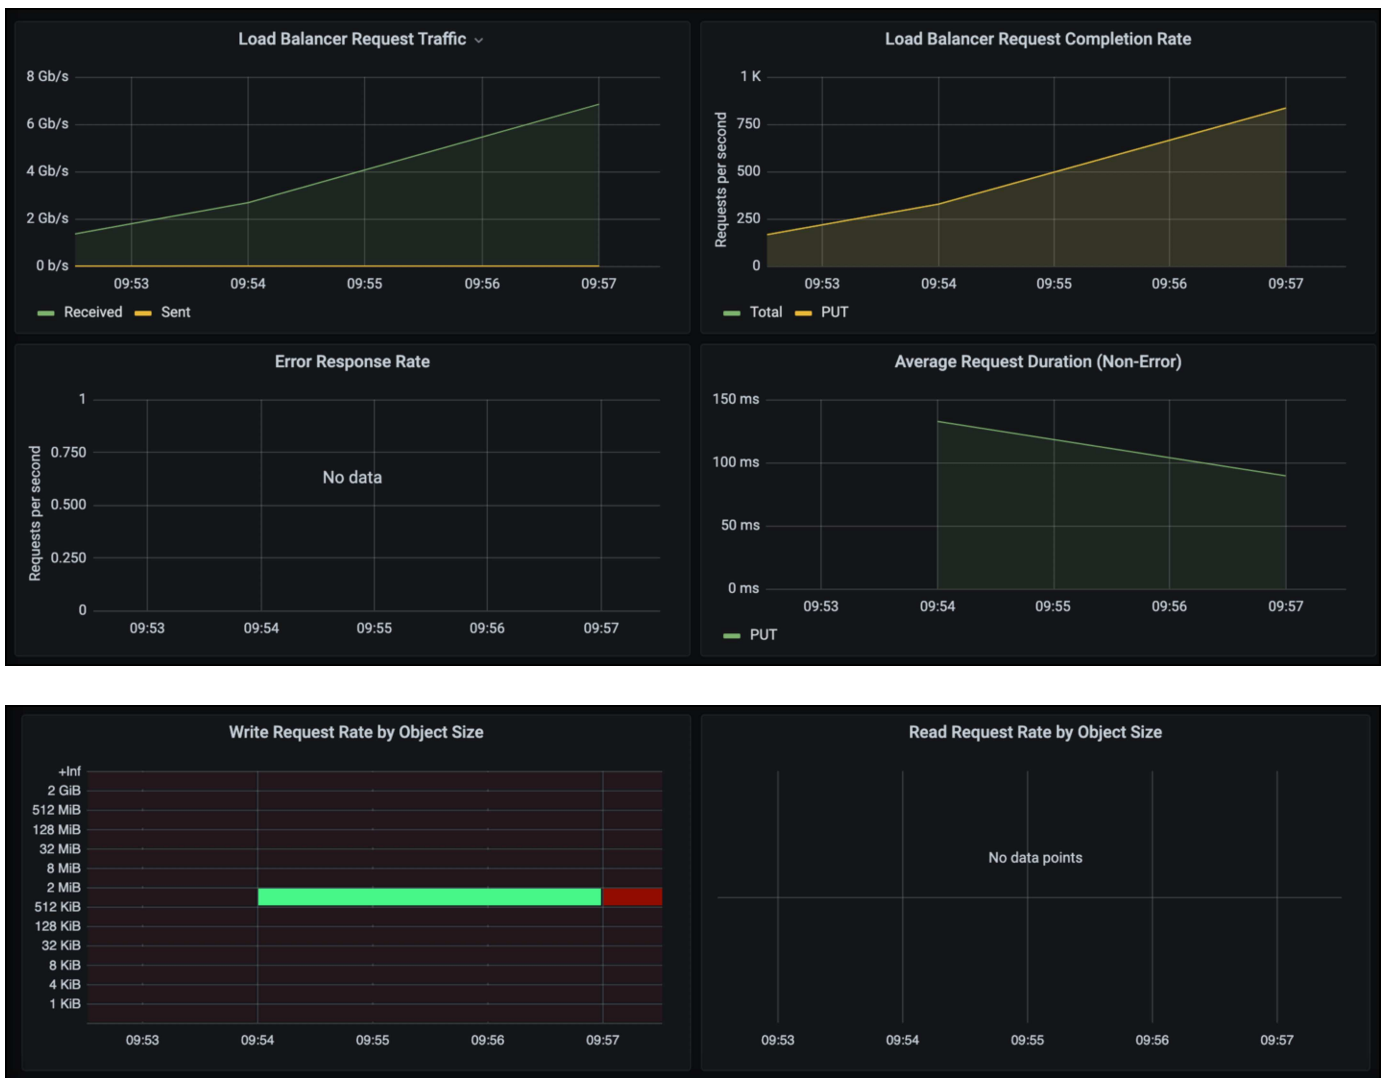 Load Balancer Request Traffic
8 Gb/s
6 Gb/s
4 Gb/s
2 Gb/s
0 b/s
09:53 09:54 09:55 09:56 09:57
Received Sent
Load Balancer Request Completion Rate
Requests per second
1 K
750
500
250
0
09:53 09:54 09:55 09:56 09:57
Total PUT
Error Response Rate
Requests per second
1
0.750
0.500
0.250
0
No data
09:53 09:54 09:55 09:56 09:57
Average Request Duration (Non-Error)
150 ms
100 ms
50 ms
0 ms
09:53 09:54 09:55 09:56 09:57
PUT
Write Request Rate by Object Size
+Inf
2 GiB
512 MiB
128 MiB
32 MiB
8 MiB
2 MiB
512 KiB
128 KiB
32 KiB
8 KiB
4 KiB
1 KiB
09:53 09:54 09:55 09:56 09:57
Read Request Rate by Object Size
No data points
09:53 09:54 09:55 09:56 09:57